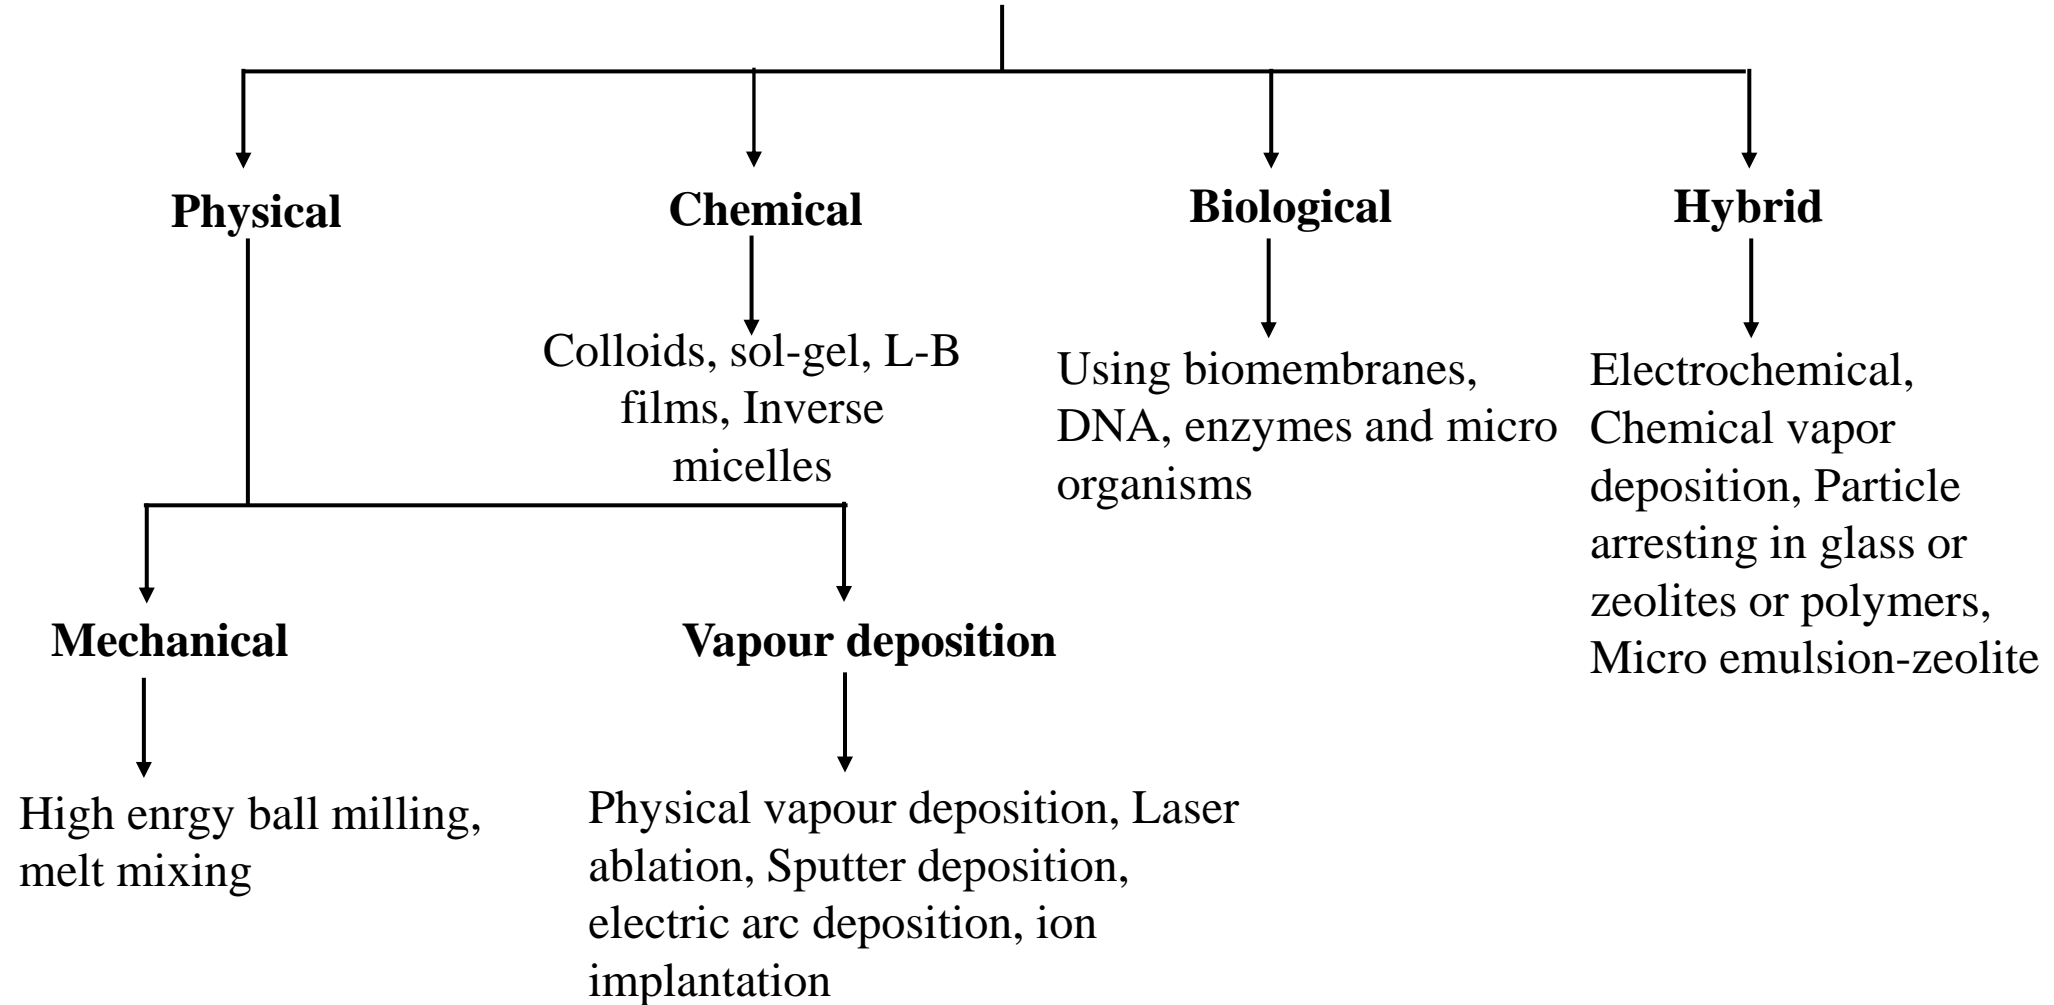 Physical
Chemical
Biological
Hybrid
Colloids, sol-gel, L-B
films, Inverse
micelles
Using biomembranes,
DNA, enzymes and micro
organisms
Electrochemical,
Chemical vapor
deposition, Particle
arresting in glass or
zeolites or polymers,
Micro emulsion-zeolite
Mechanical
Vapour deposition
High enrgy ball milling,
melt mixing
Physical vapour deposition, Laser
ablation, Sputter deposition,
electric arc deposition, ion
implantation